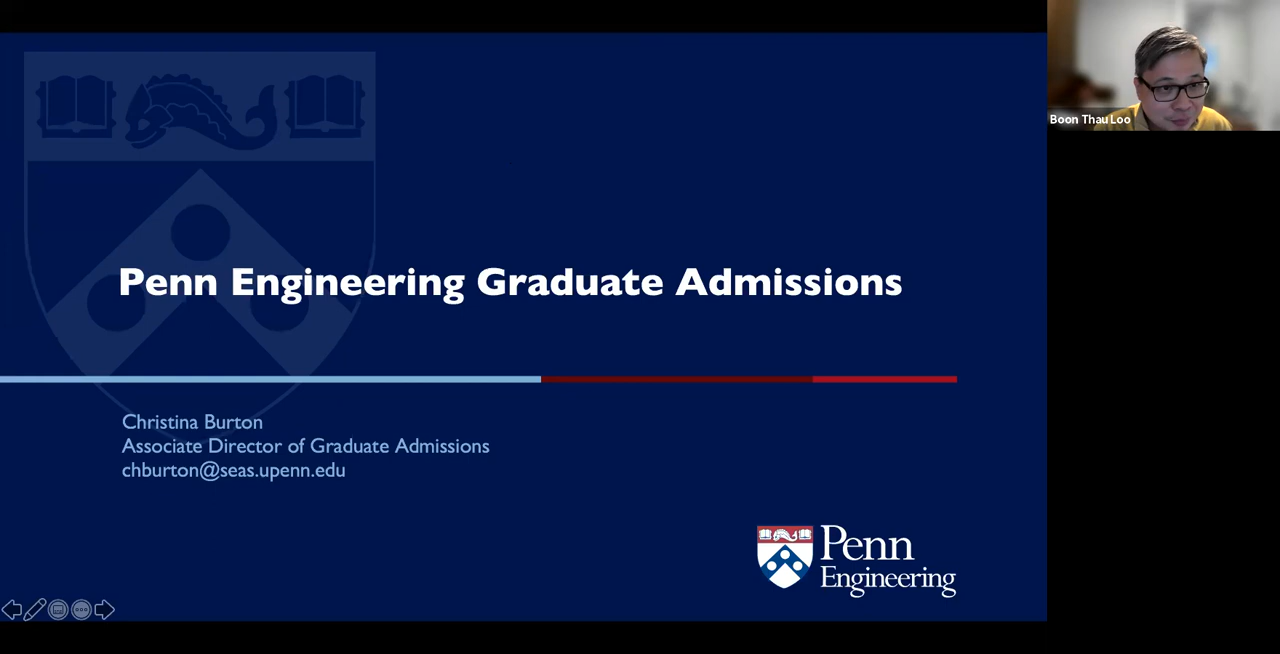 Boon Thau Loo
Penn Engineering Graduate Admissions
Christina Burton
Associate Director of Graduate Admissions
chburton@seas.upenn.edu
Penn
Engineering